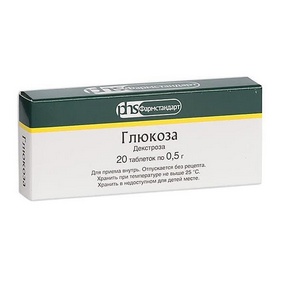 phs Фармстандарт
Глюкоза
Декстроза
20 таблеток по 0,5 г
Для приема внутрь. Отпускается без рецепта.
Хранить при температуре не выше 25 °C.
Хранить в недоступном для детей месте.
Глюкоза